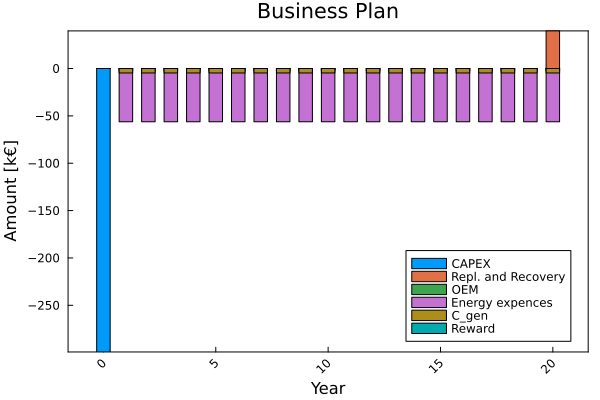 Business Plan
Amount [k€]
0
−50
−100
−150
−200
−250
CAPEX
Repl. and Recovery
OEM
Energy expences
C_gen
Reward
0
5
10
15
20
Year